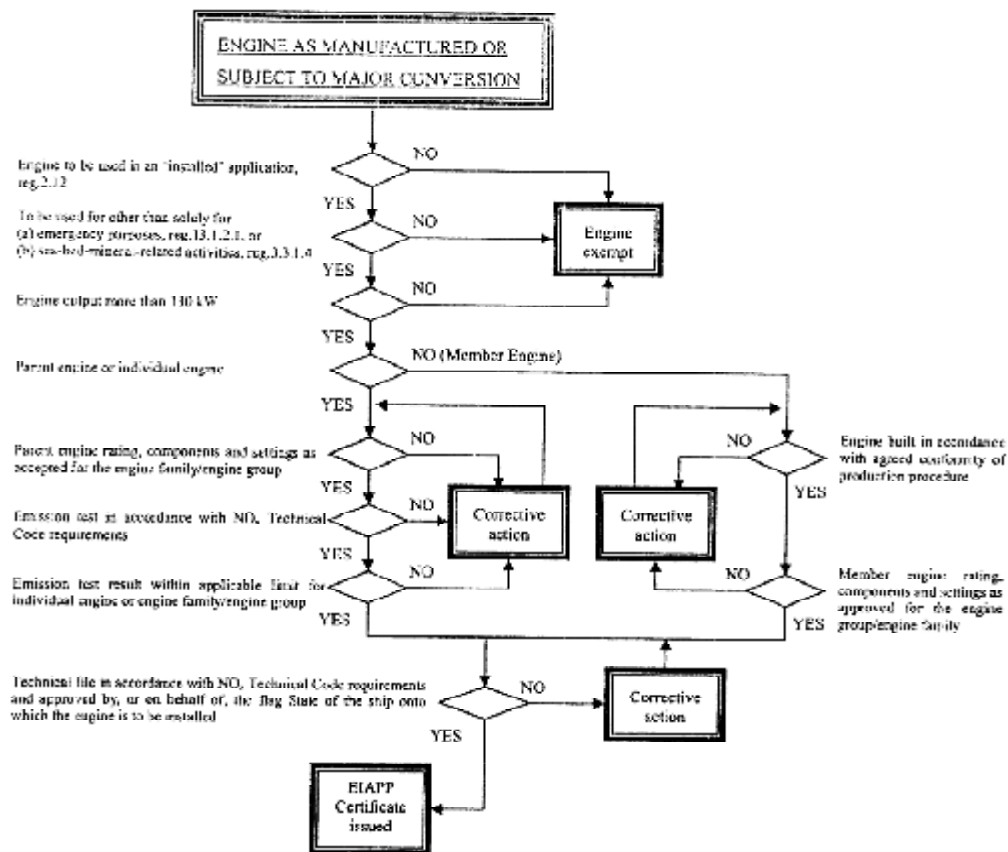 ENGINE AS MANUFACTURED OR
SUBJECT TO MAJOR CONVERSION
Engine to be used in an "installed" application,
reg.2.12
NO
YES
To be used for other than solely for
(a) emergency purposes, reg.13.1.2.1, or
(b) sea-bed-mineral-related activities, reg.3.3.1.4
NO
Engine
exempt
YES
Engine output more than 130 kW
NO
YES
Parent engine or individual engine
NO (Member Engine)
YES
Parent engine rating, components and settings as
accepted for the engine family/engine group
NO
YES
Emission test in accordance with NOx Technical
Code requirements
NO
Corrective
action
YES
Emission test result within applicable limit for
individual engine or engine family/engine group
NO
YES
NO
Engine built in accordance
with agreed conformity of
production procedure
YES
Corrective
action
NO
Member engine rating,
components and settings as
approved for the engine
group/engine family
YES
Technical file in accordance with NOx Technical Code requirements
and approved by, or on behalf of, the flag State of the ship onto
which the engine is to be installed
NO
Corrective
action
YES
EIAPP
Certificate
issued